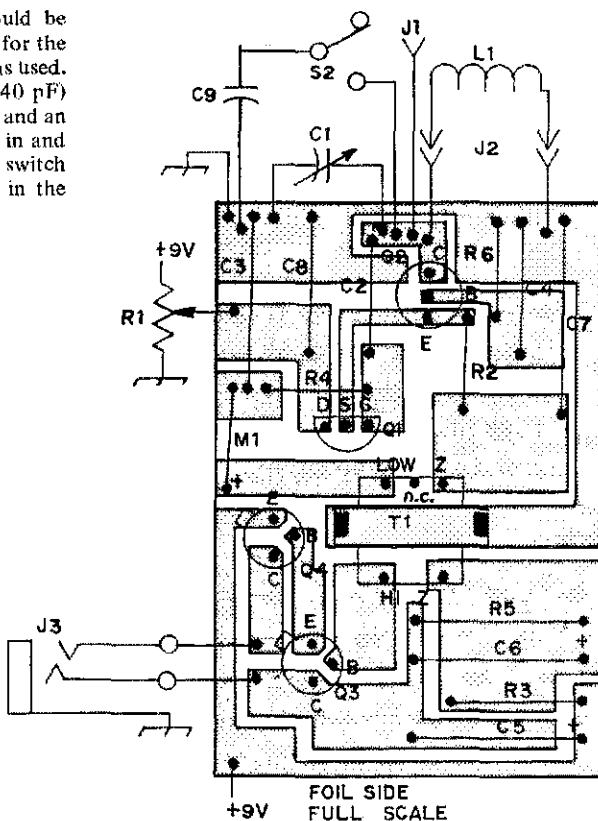 ould be
for the
as used.
40 pF)
and an
in and
switch
in the
J1
S2
L1
C9
C1
J2
+9V
R1
C3
C8
C2
Q2
C
B
E
R6
C4
C7
R2
R4
D S G
Q1
M1
+
LOW Z
n.c.
T1
E
B
C
Q4
HI Z
E
B
C
Q3
J3
R5
+
C6
R3
C5
+
+9V
FOIL SIDE
FULL SCALE